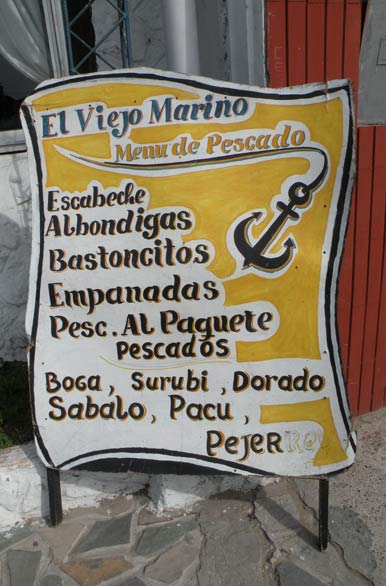 El Viejo Marino
Menu de Pescado
Escabeche
Albondigas
Bastoncitos
Empanadas
Pesc. Al Paquete
Pescados
Boga, Surubi, Dorado
Sabalo, Pacu,
PejerRey